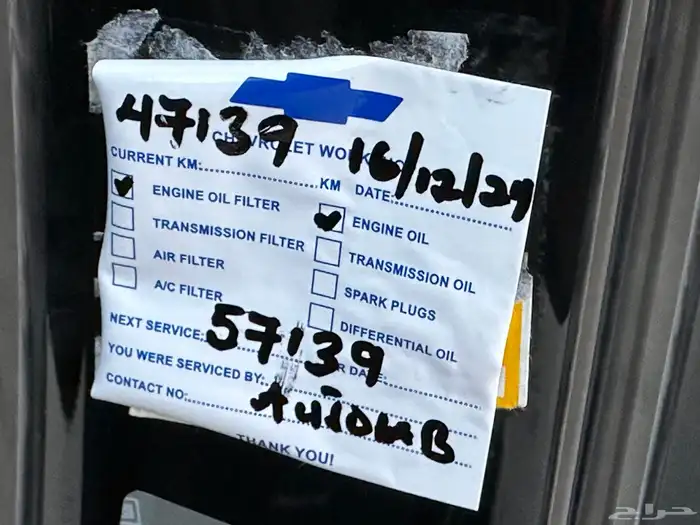 47139
16/12/24
CHEVROLET
CURRENT KM: KM DATE:
ENGINE OIL FILTER
ENGINE OIL
TRANSMISSION FILTER
TRANSMISSION OIL
AIR FILTER
SPARK PLUGS
A/C FILTER
DIFFERENTIAL OIL
NEXT SERVICE: 57139
DATE:
YOU WERE SERVICED BY:
CONTACT NO:
THANK YOU!
حراج